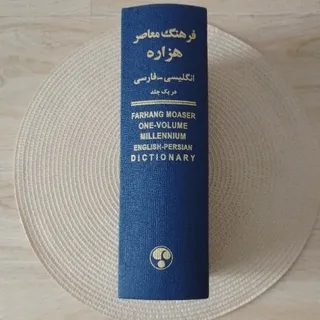 فرهنگ معاصر
هزاره
انگلیسی-فارسی
در یک جلد
FARHANG MOASER
ONE-VOLUME
MILLENNIUM
ENGLISH-PERSIAN
DICTIONARY